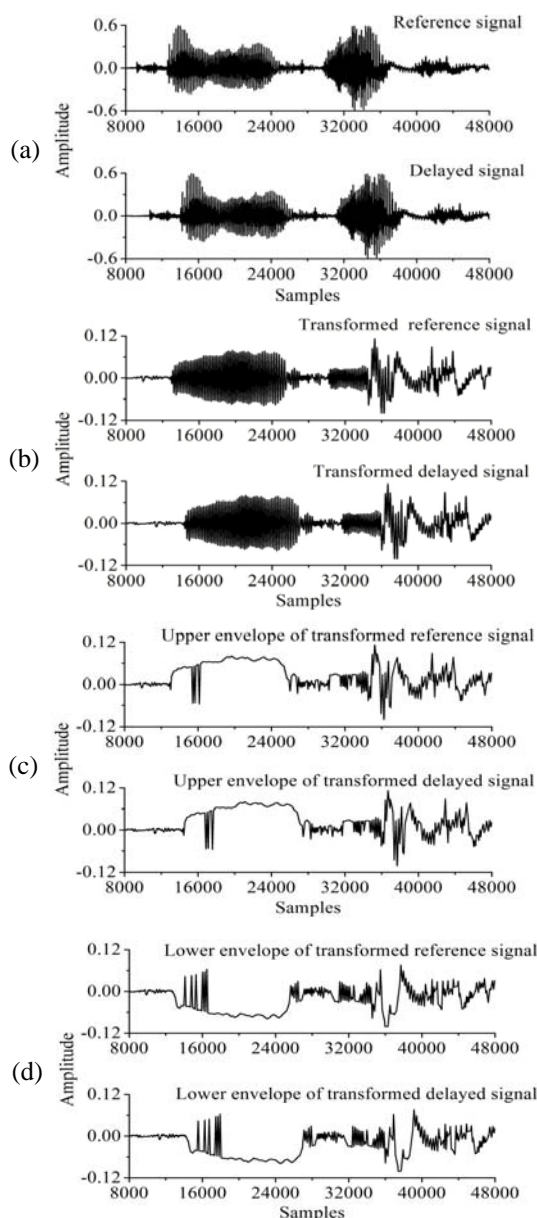 Reference signal
0.6
0.0
-0.6
8000 16000 24000 32000 40000 48000
(a)
Amplitude
Delayed signal
0.6
0.0
-0.6
8000 16000 24000 32000 40000 48000
Samples
Transformed reference signal
0.12
0.00
-0.12
8000 16000 24000 32000 40000 48000
(b)
Amplitude
Transformed delayed signal
0.12
0.00
-0.12
8000 16000 24000 32000 40000 48000
Samples
Upper envelope of transformed reference signal
0.12
0.00
-0.12
8000 16000 24000 32000 40000 48000
(c)
Amplitude
Upper envelope of transformed delayed signal
0.12
0.00
-0.12
8000 16000 24000 32000 40000 48000
Samples
Lower envelope of transformed reference signal
0.12
0.00
-0.12
8000 16000 24000 32000 40000 48000
(d)
Amplitude
Lower envelope of transformed delayed signal
0.12
0.00
-0.12
8000 16000 24000 32000 40000 48000
Samples